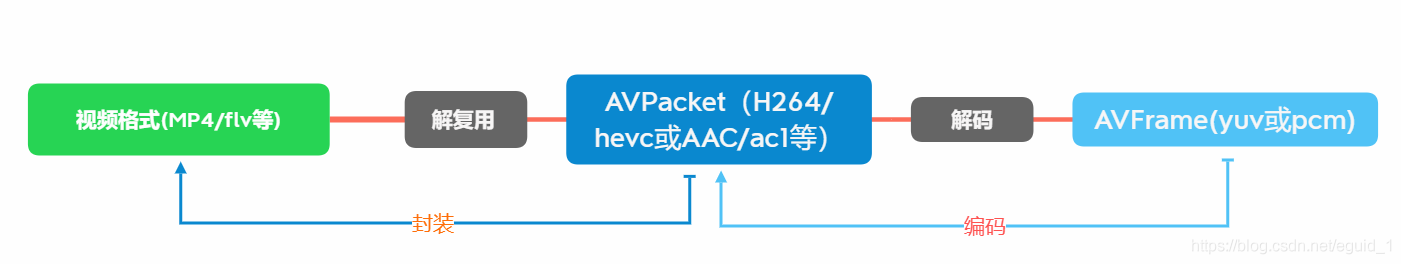 视频格式(MP4/flv等)
解复用
AVPacket（H264/
hevc或AAC/ac1等）
解码
AVFrame(yuv或pcm)
封装
编码
https://blog.csdn.net/eguid_1